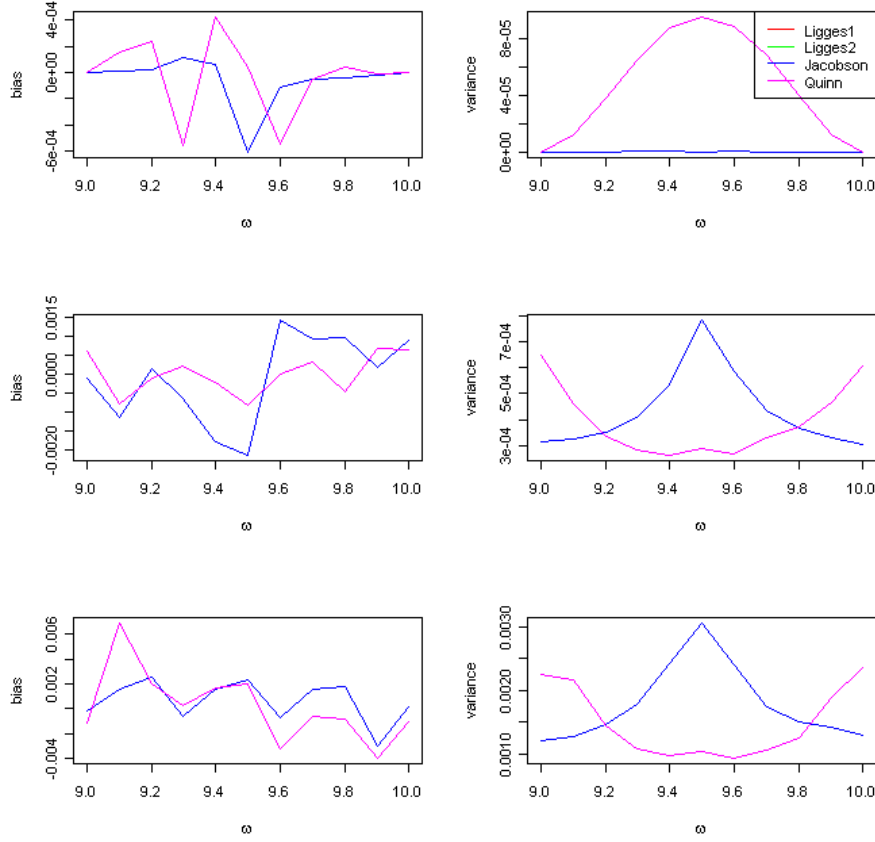 4e-04
0e+00
-6e-04
bias
9.0 9.2 9.4 9.6 9.8 10.0
ω
8e-05
4e-05
0e+00
variance
Ligges1
Ligges2
Jacobson
Quinn
9.0 9.2 9.4 9.6 9.8 10.0
ω
0.0015
0.0000
-0.0020
bias
9.0 9.2 9.4 9.6 9.8 10.0
ω
7e-04
5e-04
3e-04
variance
9.0 9.2 9.4 9.6 9.8 10.0
ω
0.006
0.002
-0.004
bias
9.0 9.2 9.4 9.6 9.8 10.0
ω
0.0030
0.0020
0.0010
variance
9.0 9.2 9.4 9.6 9.8 10.0
ω